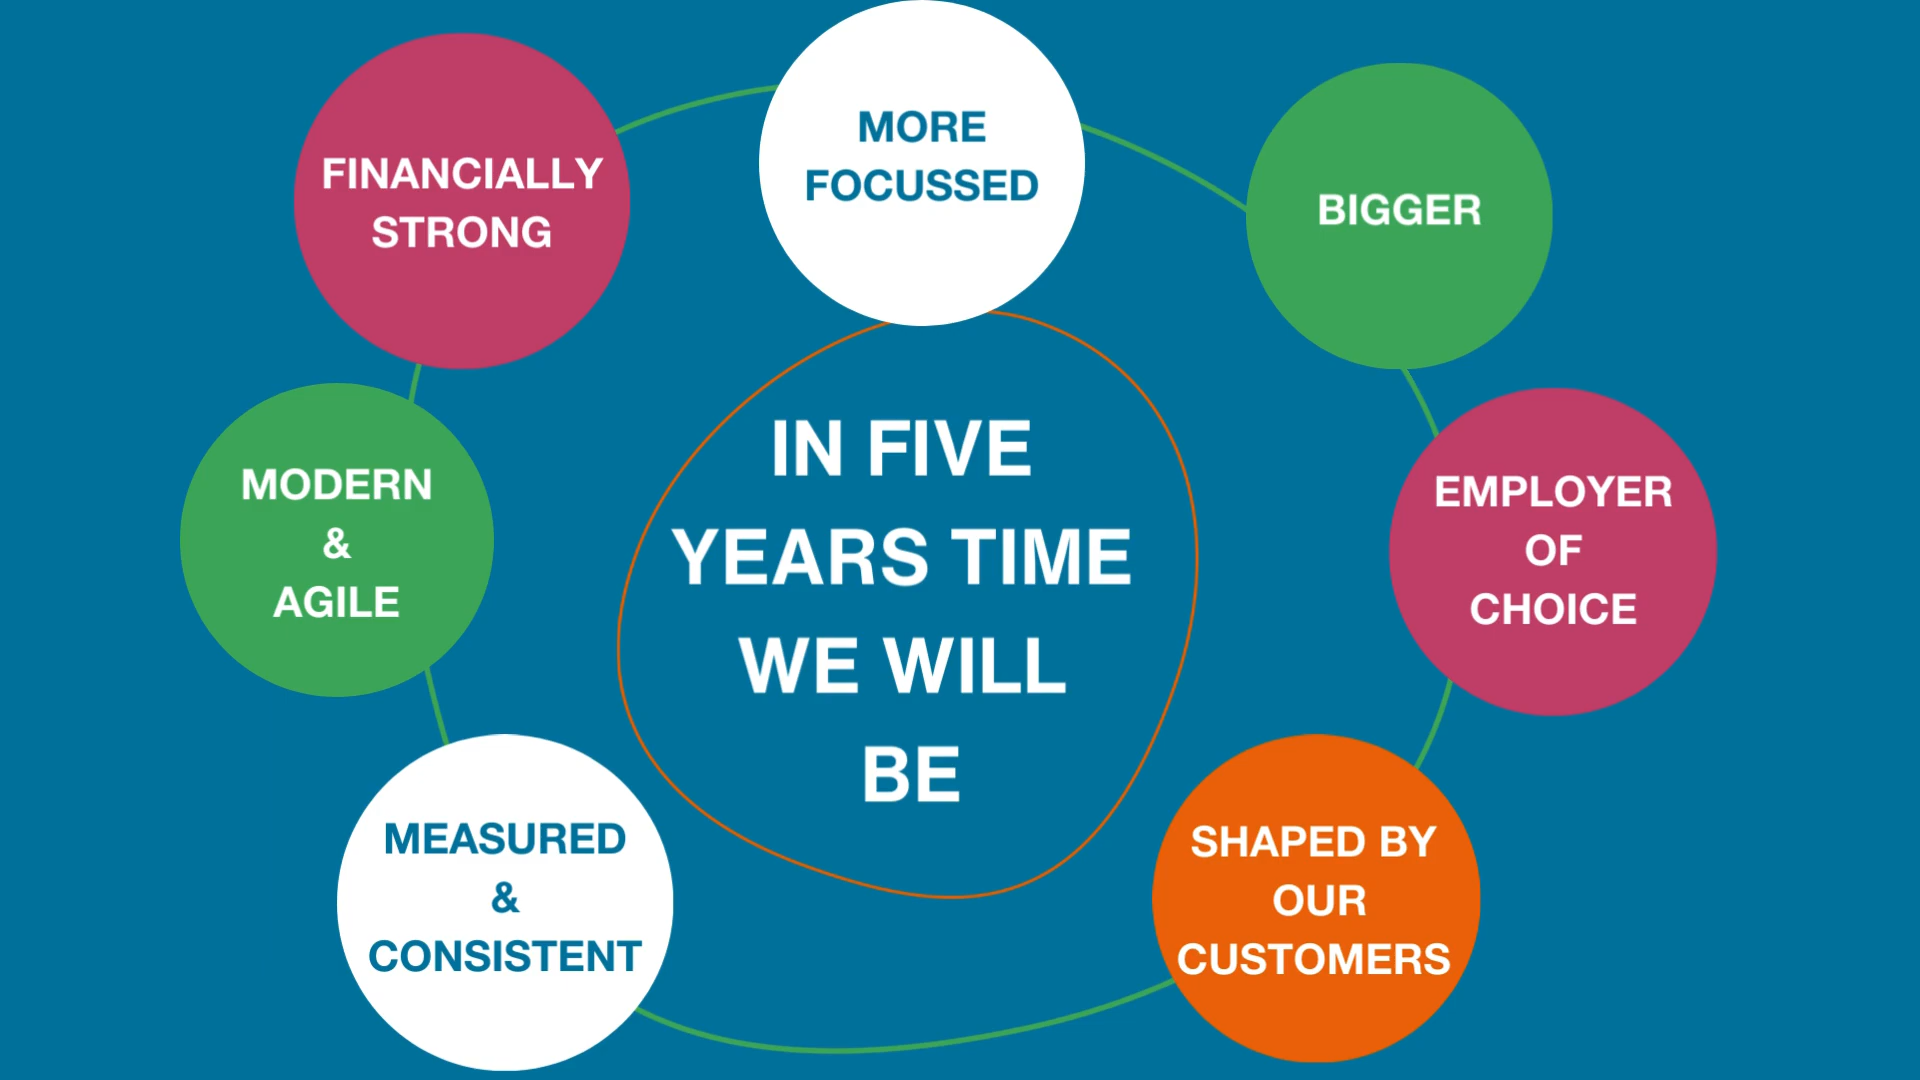 MORE
FOCUSSED
FINANCIALLY
STRONG
BIGGER
IN FIVE
YEARS TIME
WE WILL
BE
MODERN
&
AGILE
EMPLOYER
OF
CHOICE
MEASURED
&
CONSISTENT
SHAPED BY
OUR
CUSTOMERS